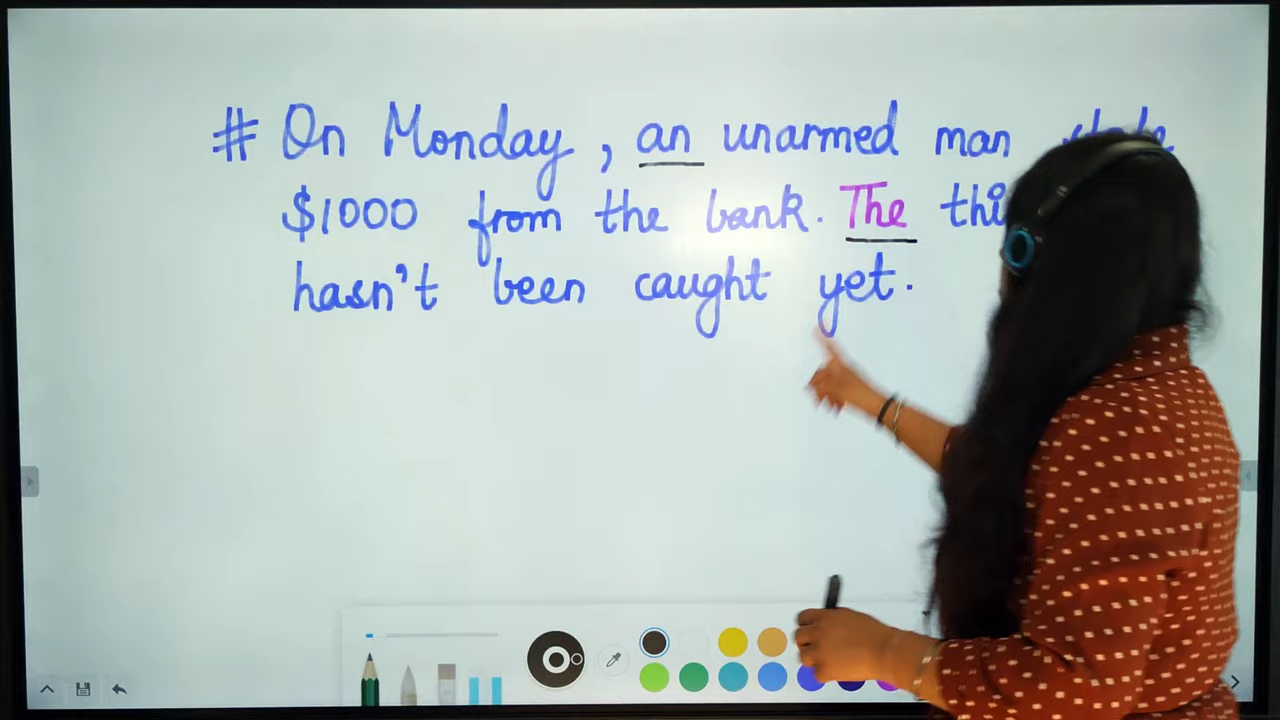 # On Monday, an unarmed man
$1000 from the bank. The
hasn't been caught yet.